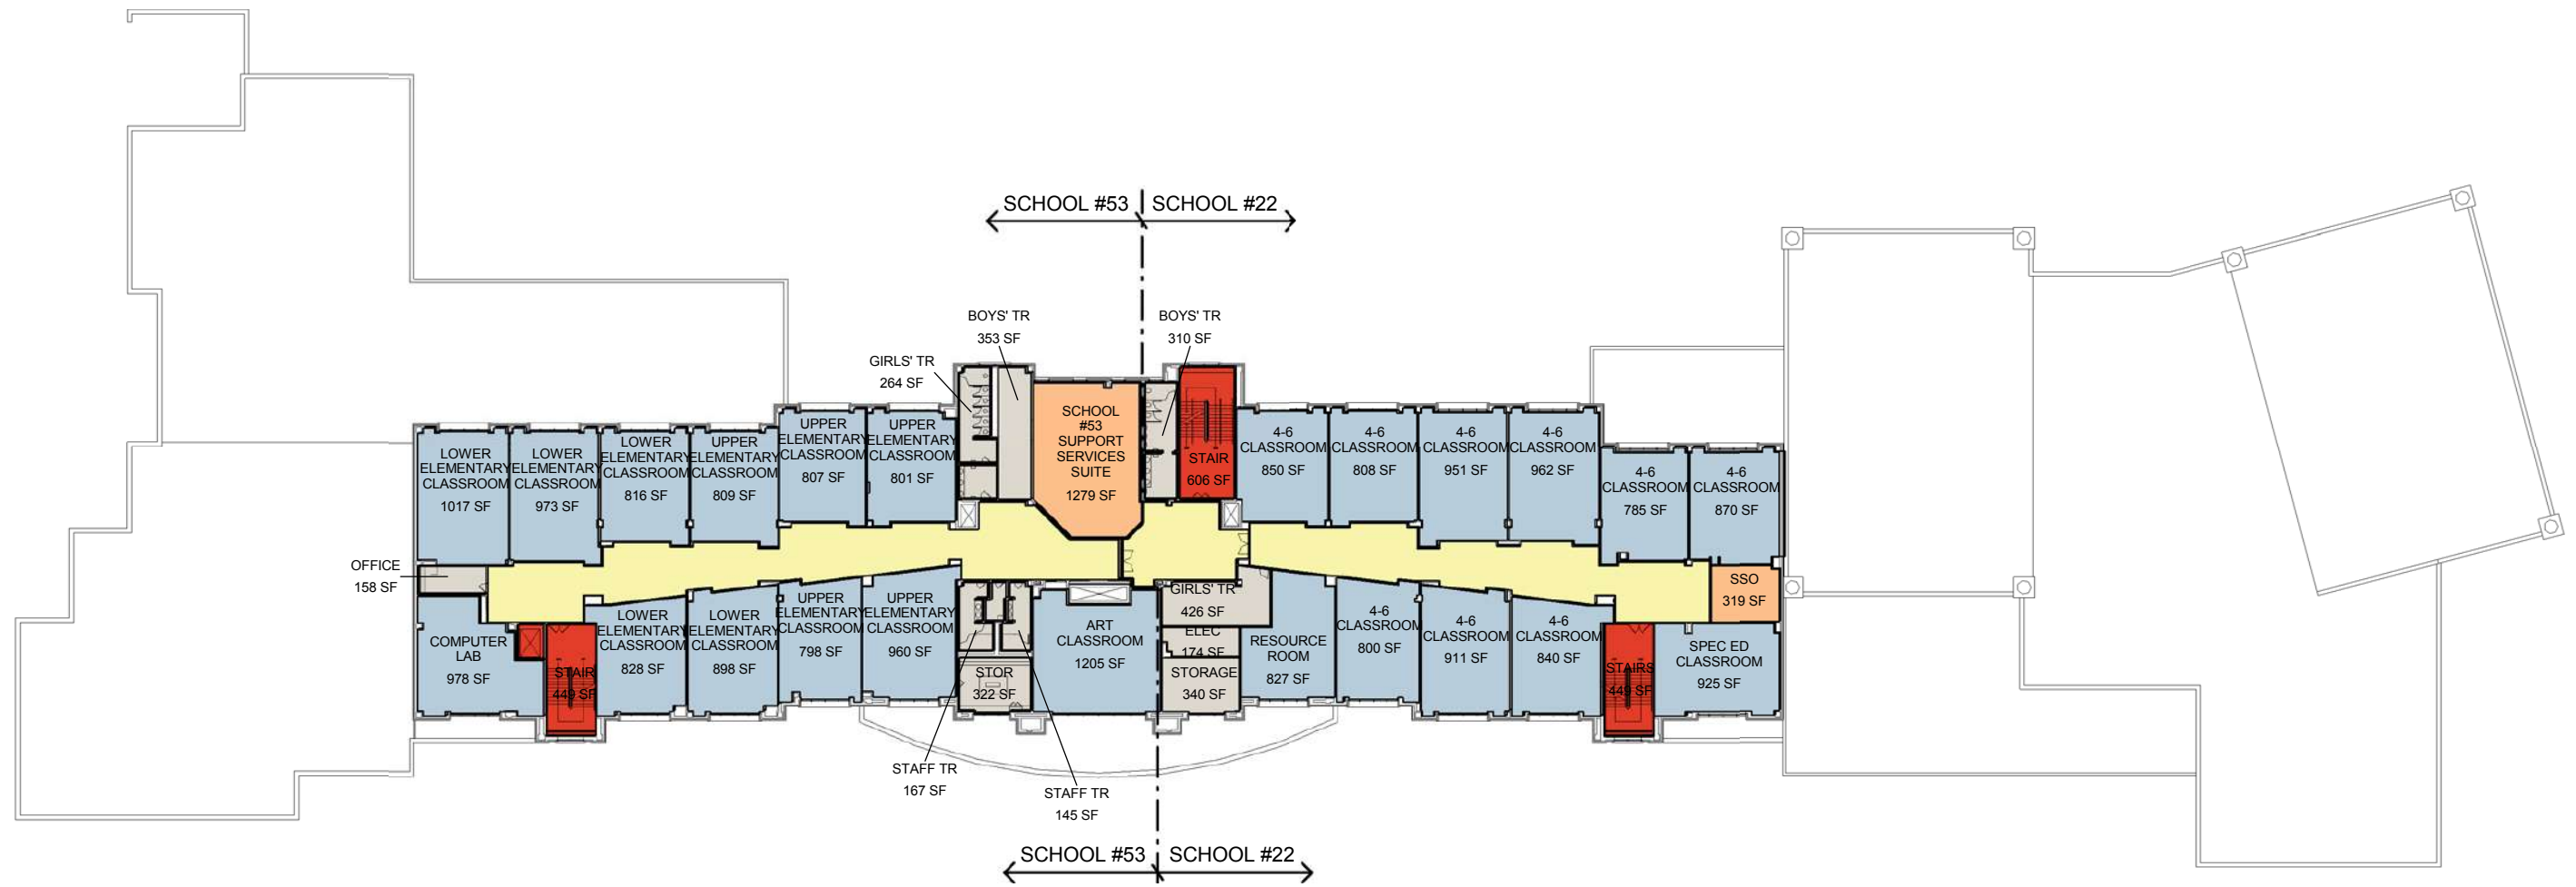 SCHOOL #53
SCHOOL #22
BOYS' TR
353 SF
BOYS' TR
310 SF
GIRLS' TR
264 SF
SCHOOL
#53
SUPPORT
SERVICES
SUITE
1279 SF
STAIR
606 SF
LOWER
ELEMENTARY
CLASSROOM
1017 SF
LOWER
ELEMENTARY
CLASSROOM
973 SF
LOWER
ELEMENTARY
CLASSROOM
816 SF
UPPER
ELEMENTARY
CLASSROOM
809 SF
UPPER
ELEMENTARY
CLASSROOM
807 SF
UPPER
ELEMENTARY
CLASSROOM
801 SF
4-6
CLASSROOM
850 SF
4-6
CLASSROOM
808 SF
4-6
CLASSROOM
951 SF
4-6
CLASSROOM
962 SF
4-6
CLASSROOM
785 SF
4-6
CLASSROOM
870 SF
OFFICE
158 SF
COMPUTER
LAB
978 SF
STAIR
449 SF
LOWER
ELEMENTARY
CLASSROOM
828 SF
LOWER
ELEMENTARY
CLASSROOM
898 SF
UPPER
ELEMENTARY
CLASSROOM
798 SF
UPPER
ELEMENTARY
CLASSROOM
960 SF
STOR
322 SF
ART
CLASSROOM
1205 SF
GIRLS' TR
426 SF
ELEC
174 SF
STORAGE
340 SF
RESOURCE
ROOM
827 SF
4-6
CLASSROOM
800 SF
4-6
CLASSROOM
911 SF
4-6
CLASSROOM
840 SF
STAIRS
449 SF
SSO
319 SF
SPEC ED
CLASSROOM
925 SF
STAFF TR
167 SF
STAFF TR
145 SF
SCHOOL #53
SCHOOL #22